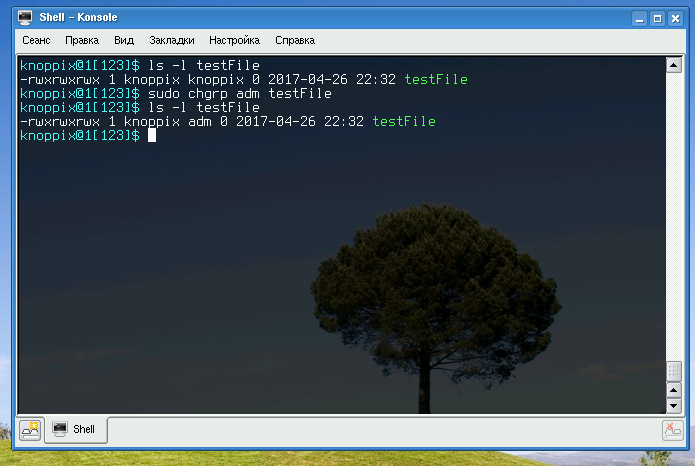 Shell - Konsole
Сеанс Правка Вид Закладки Настройка Справка
knoppix@1[123]$ ls -l testFile
-rwxrwxrwx 1 knoppix knoppix 0 2017-04-26 22:32 testFile
knoppix@1[123]$ sudo chgrp adm testFile
knoppix@1[123]$ ls -l testFile
-rwxrwxrwx 1 knoppix adm 0 2017-04-26 22:32 testFile
knoppix@1[123]$
Shell